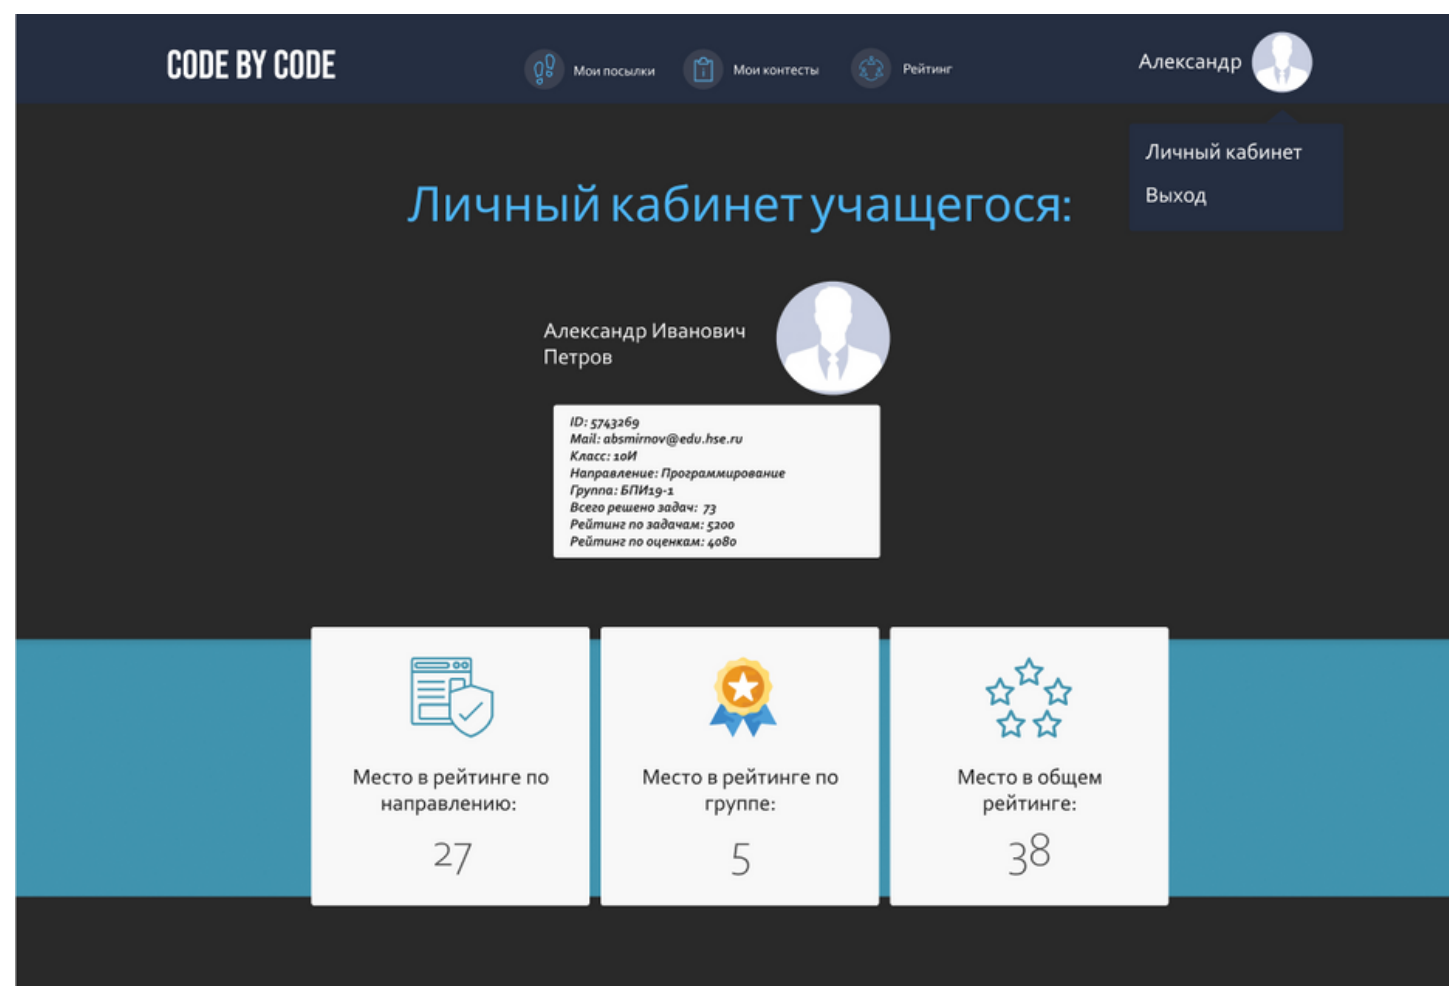 CODE BY CODE
Мои посылки
Мои контесты
Рейтинг
Александр
Личный кабинет
Выход
Личный кабинет учащегося:
Александр Иванович
Петров
ID: 5743269
Mail: absmirnov@edu.hse.ru
Класс: 10И
Направление: Программирование
Группа: БПИ19-1
Всего решено задач: 73
Рейтинг по задачам: 5200
Рейтинг по оценкам: 4080
Место в рейтинге по
направлению:
27
Место в рейтинге по
группе:
5
Место в общем
рейтинге:
38